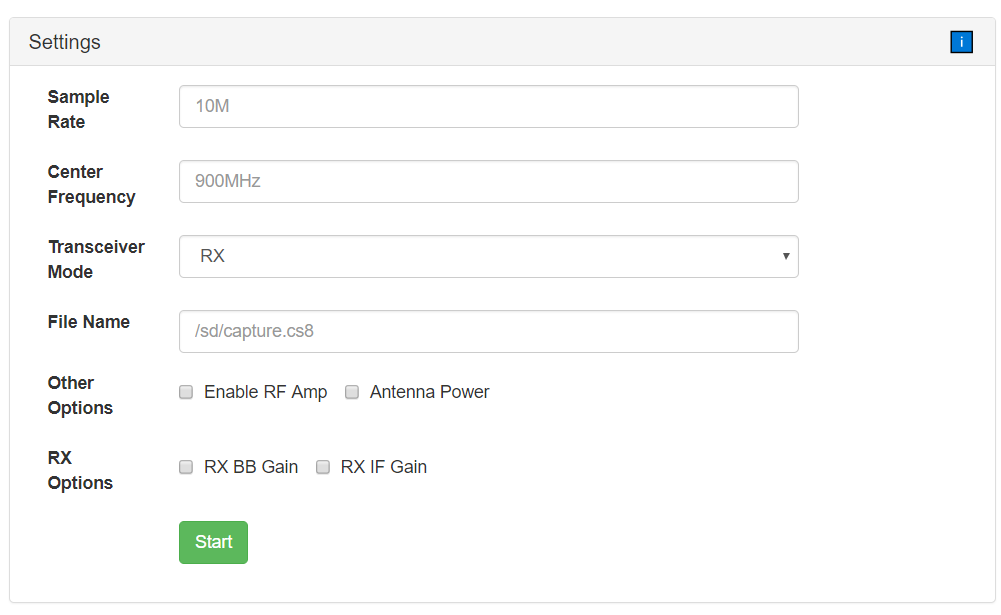 Settings
i
Sample
Rate
10M
Center
Frequency
900MHz
Transceiver
Mode
RX
File Name
/sd/capture.cs8
Other
Options
Enable RF Amp
Antenna Power
RX
Options
RX BB Gain
RX IF Gain
Start